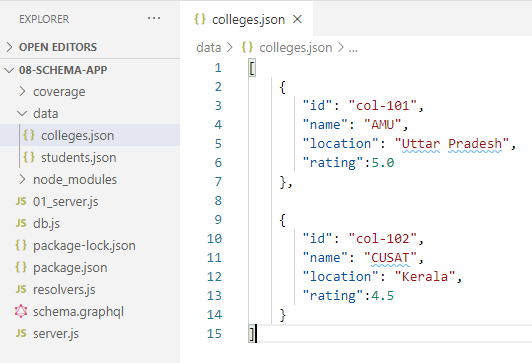 EXPLORER
OPEN EDITORS
08-SCHEMA-APP
coverage
data
{} colleges.json
{} students.json
node_modules
JS 01_server.js
JS db.js
{} package-lock.json
{} package.json
JS resolvers.js
schema.graphql
JS server.js
{} colleges.json ×
data > {} colleges.json > ...
1 [
2 {
3 "id": "col-101",
4 "name": "AMU",
5 "location": "Uttar Pradesh",
6 "rating":5.0
7 },
8
9 {
10 "id": "col-102",
11 "name": "CUSAT",
12 "location": "Kerala",
13 "rating":4.5
14 }
15 ]